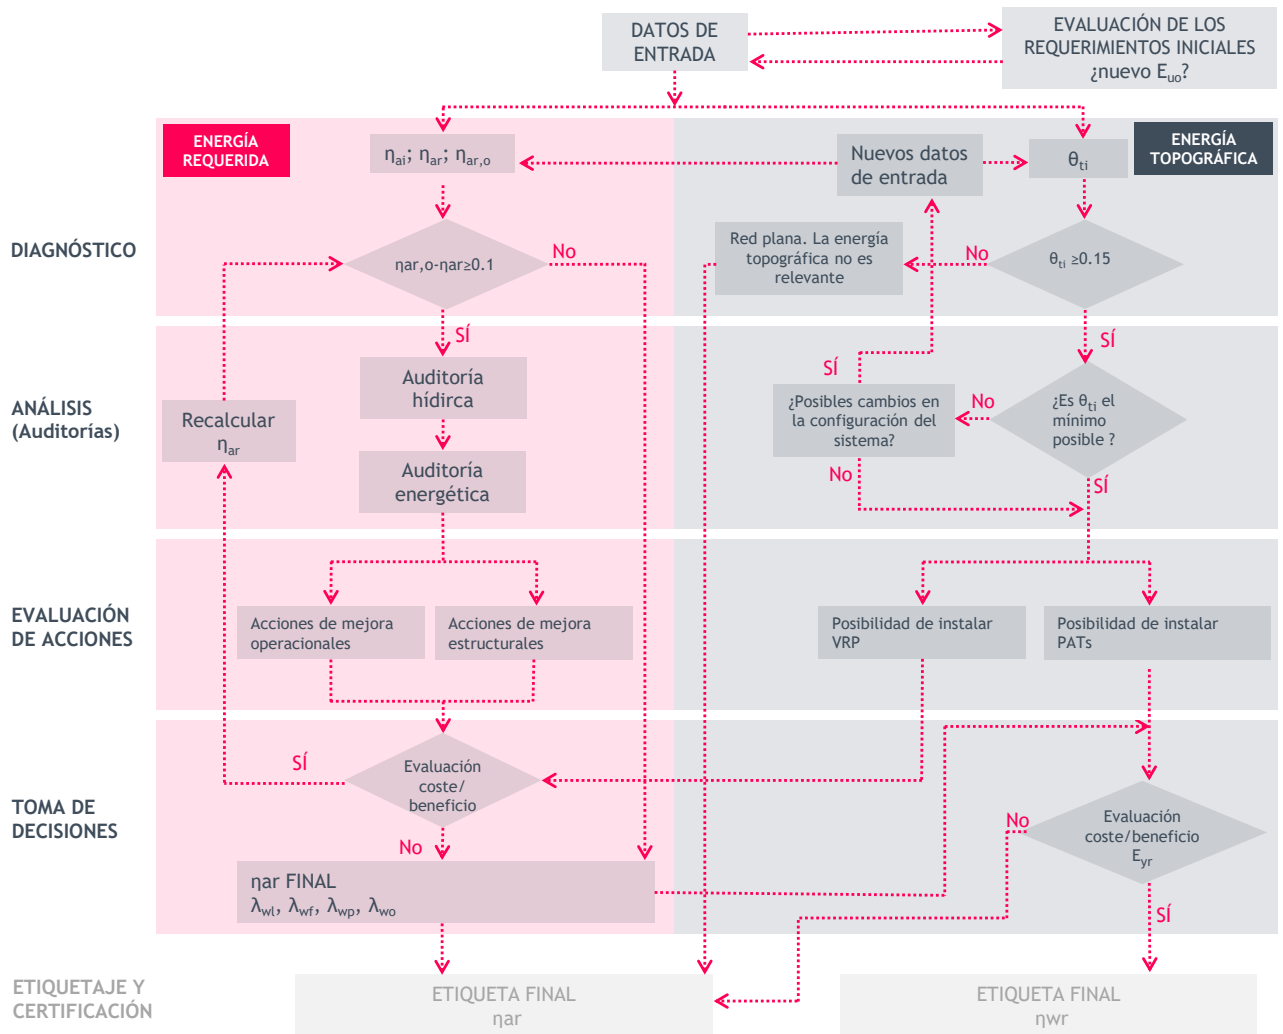 DATOS DE
ENTRADA
EVALUACIÓN DE LOS
REQUERIMIENTOS INICIALES
¿nuevo Euo?
ENERGÍA
REQUERIDA
ηai; ηar; ηar,o
Nuevos datos
de entrada
θti
ENERGÍA
TOPOGRÁFICA
DIAGNÓSTICO
ηar,o-ηar≥0.1
No
Red plana. La energía
topográfica no es
relevante
No
θti ≥0.15
SÍ
SÍ
ANÁLISIS
(Auditorías)
Recalcular
ηar
Auditoría
hídirca
Auditoría
energética
SÍ
¿Posibles cambios en
la configuración del
sistema?
No
No
¿Es θti el
mínimo
posible ?
SÍ
EVALUACIÓN
DE ACCIONES
Acciones de mejora
operacionales
Acciones de mejora
estructurales
Posibilidad de instalar
VRP
Posibilidad de instalar
PATs
TOMA DE
DECISIONES
SÍ
Evaluación
coste/
beneficio
No
ηar FINAL
λwl, λwf, λwp, λwo
No
Evaluación
coste/beneficio
Eyr
SÍ
ETIQUETAJE Y
CERTIFICACIÓN
ETIQUETA FINAL
ηar
ETIQUETA FINAL
ηwr